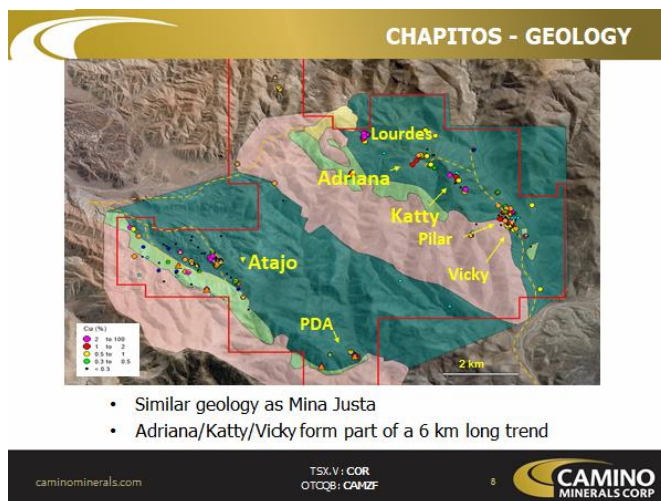 CHAPITOS - GEOLOGY
Lourdes
Adriana
Katty
Pilar
Vicky
Atajo
PDA
Cu (%)
2 to 100
1 to 2
0.5 to 1
0.3 to 0.5
< 0.3
2 km
• Similar geology as Mina Justa
• Adriana/Katty/Vicky form part of a 6 km long trend
caminominerals.com
TSX.V: COR
OTCQB: CAMZF
8
CAMINO
MINERALS CORP